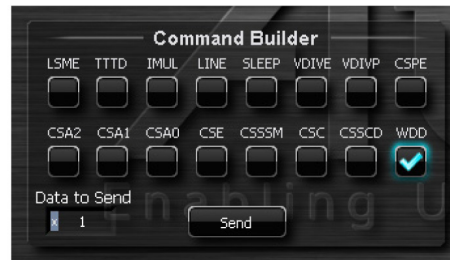 Command Builder
LSME TTTD IMUL LINE SLEEP VDIVE VDIVP CSPE
CSA2 CSA1 CSA0 CSE CSSSM CSC CSSCD WDD
Data to Send
x 1
Send
nabling U